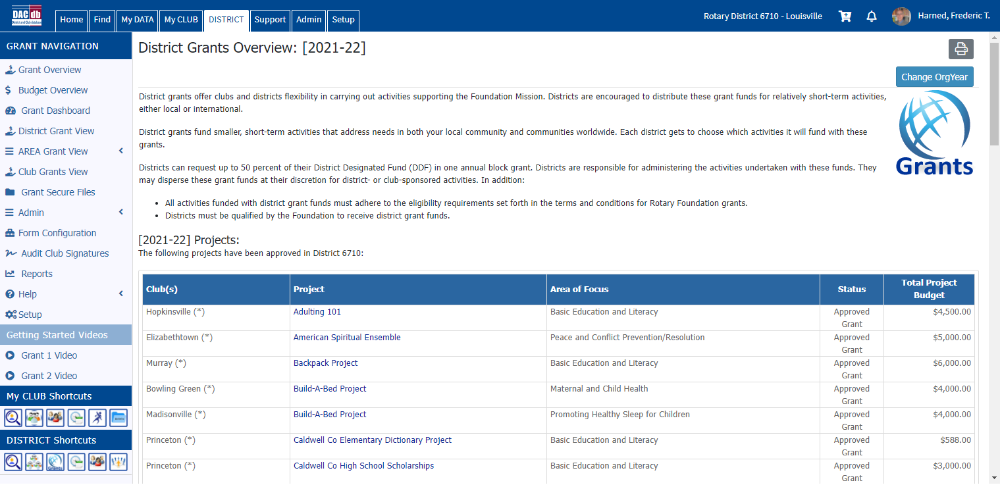 DACdb
District and Club database
Home
Find
My DATA
My CLUB
DISTRICT
Support
Admin
Setup
Rotary District 6710 - Louisville
Harned, Frederic T.
GRANT NAVIGATION
Grant Overview
Budget Overview
Grant Dashboard
District Grant View
AREA Grant View
Club Grants View
Grant Secure Files
Admin
Form Configuration
Audit Club Signatures
Reports
Help
Setup
Getting Started Videos
Grant 1 Video
Grant 2 Video
My CLUB Shortcuts
DISTRICT Shortcuts
Grants
District Grants Overview: [2021-22]
Change OrgYear
District grants offer clubs and districts flexibility in carrying out activities supporting the Foundation Mission. Districts are encouraged to distribute these grant funds for relatively short-term activities,
either local or international.
District grants fund smaller, short-term activities that address needs in both your local community and communities worldwide. Each district gets to choose which activities it will fund with these
grants.
Districts can request up to 50 percent of their District Designated Fund (DDF) in one annual block grant. Districts are responsible for administering the activities undertaken with these funds. They
may disperse these grant funds at their discretion for district- or club-sponsored activities. In addition:
Grants
• All activities funded with district grant funds must adhere to the eligibility requirements set forth in the terms and conditions for Rotary Foundation grants.
• Districts must be qualified by the Foundation to receive district grant funds.
[2021-22] Projects:
The following projects have been approved in District 6710:
Club(s) Project Area of Focus Status Total Project
Budget
Hopkinsville (*) Adulting 101 Basic Education and Literacy Approved $4,500.00
Grant
Elizabethtown (*) American Spiritual Ensemble Peace and Conflict Prevention/Resolution Approved $5,000.00
Grant
Murray (*) Backpack Project Basic Education and Literacy Approved $6,000.00
Grant
Bowling Green (*) Build-A-Bed Project Maternal and Child Health Approved $4,000.00
Grant
Madisonville (*) Build-A-Bed Project Promoting Healthy Sleep for Children Approved $4,000.00
Grant
Princeton (*) Caldwell Co Elementary Dictionary Project Basic Education and Literacy Approved $588.00
Grant
Princeton (*) Caldwell Co High School Scholarships Basic Education and Literacy Approved $3,000.00
Grant